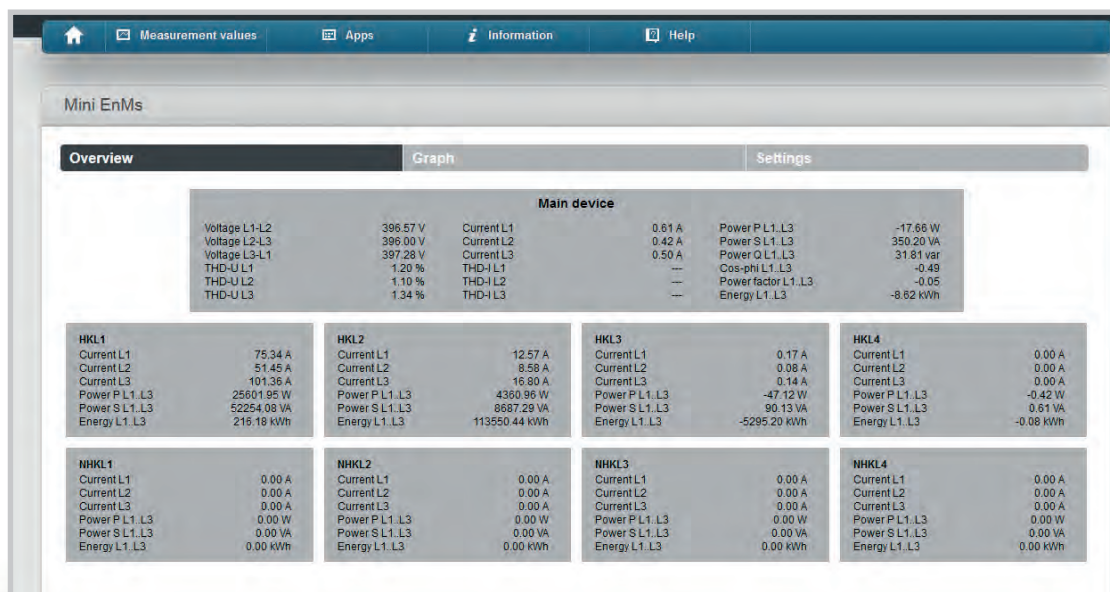 Measurement values Apps Information Help
Mini EnMs
Overview Graph Settings
Main device
Voltage L1-L2 396.57 V Current L1 0.61 A Power P L1..L3 -17.66 W
Voltage L2-L3 396.00 V Current L2 0.42 A Power S L1..L3 350.20 VA
Voltage L3-L1 397.28 V Current L3 0.50 A Power Q L1..L3 31.81 var
THD-U L1 1.20 % THD-I L1 --- Cos-phi L1..L3 -0.49
THD-U L2 1.10 % THD-I L2 --- Power factor L1..L3 -0.05
THD-U L3 1.34 % THD-I L3 --- Energy L1..L3 -8.62 kWh
HKL1 HKL2 HKL3 HKL4
Current L1 75.34 A Current L1 12.57 A Current L1 0.17 A Current L1 0.00 A
Current L2 51.45 A Current L2 8.58 A Current L2 0.08 A Current L2 0.00 A
Current L3 101.36 A Current L3 16.80 A Current L3 0.14 A Current L3 0.00 A
Power P L1..L3 25601.95 W Power P L1..L3 4360.96 W Power P L1..L3 -47.12 W Power P L1..L3 -0.42 W
Power S L1..L3 52254.08 VA Power S L1..L3 8687.29 VA Power S L1..L3 90.13 VA Power S L1..L3 0.61 VA
Energy L1..L3 216.18 kWh Energy L1..L3 113550.44 kWh Energy L1..L3 -5295.20 kWh Energy L1..L3 -0.08 kWh
NHKL1 NHKL2 NHKL3 NHKL4
Current L1 0.00 A Current L1 0.00 A Current L1 0.00 A Current L1 0.00 A
Current L2 0.00 A Current L2 0.00 A Current L2 0.00 A Current L2 0.00 A
Current L3 0.00 A Current L3 0.00 A Current L3 0.00 A Current L3 0.00 A
Power P L1..L3 0.00 W Power P L1..L3 0.00 W Power P L1..L3 0.00 W Power P L1..L3 0.00 W
Power S L1..L3 0.00 VA Power S L1..L3 0.00 VA Power S L1..L3 0.00 VA Power S L1..L3 0.00 VA
Energy L1..L3 0.00 kWh Energy L1..L3 0.00 kWh Energy L1..L3 0.00 kWh Energy L1..L3 0.00 kWh